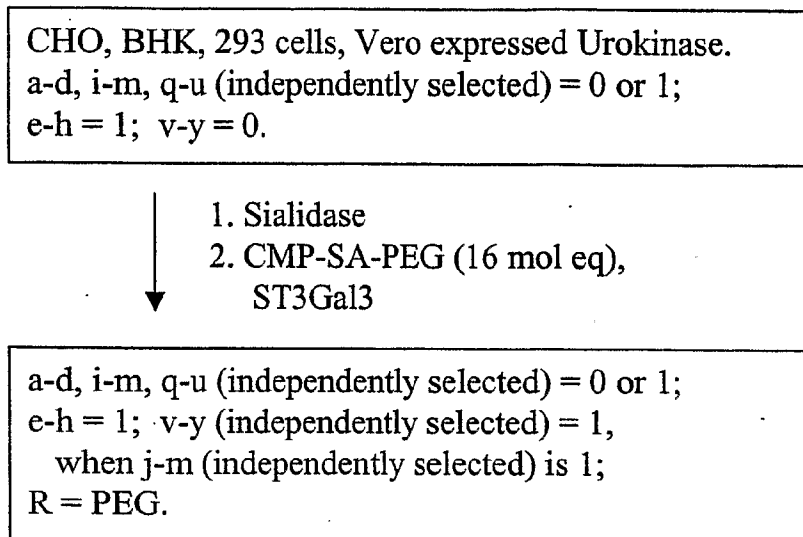 CHO, BHK, 293 cells, Vero expressed Urokinase.
a-d, i-m, q-u (independently selected) = 0 or 1;
e-h = 1; v-y = 0.
1. Sialidase
2. CMP-SA-PEG (16 mol eq),
ST3Gal3
a-d, i-m, q-u (independently selected) = 0 or 1;
e-h = 1; v-y (independently selected) = 1,
when j-m (independently selected) is 1;
R = PEG.